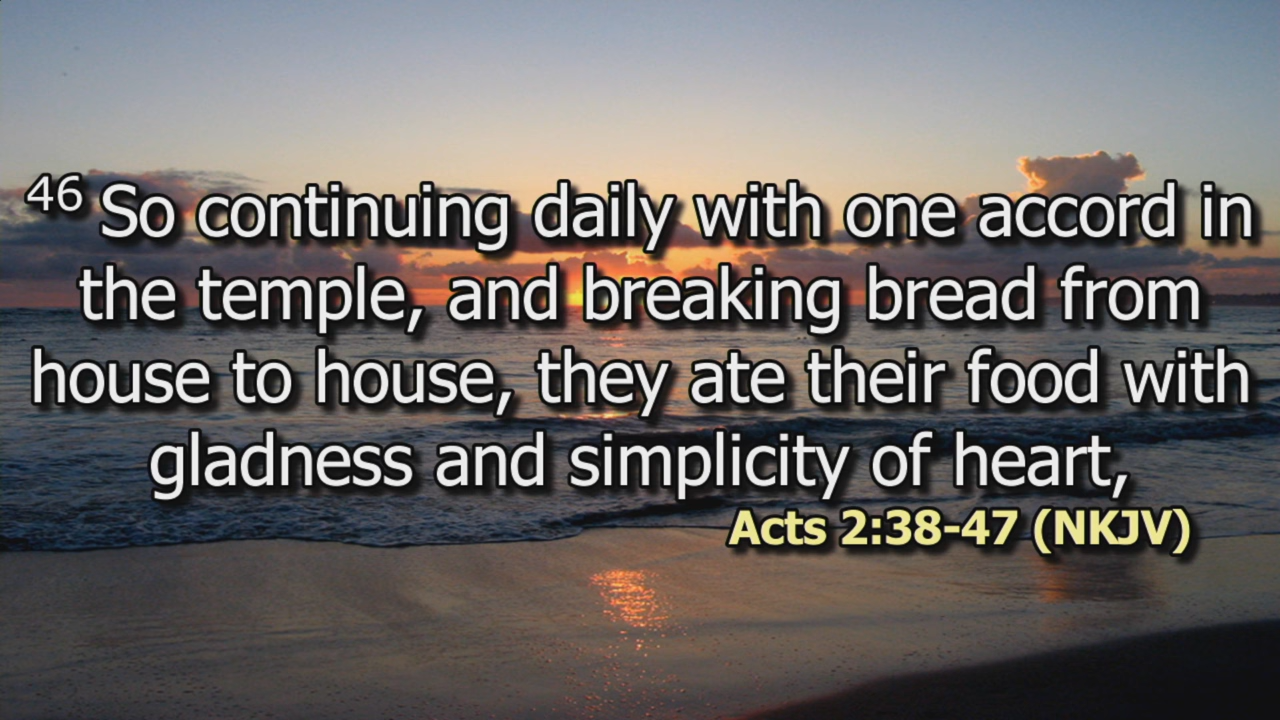 46 So continuing daily with one accord in
the temple, and breaking bread from
house to house, they ate their food with
gladness and simplicity of heart,
Acts 2:38-47 (NKJV)